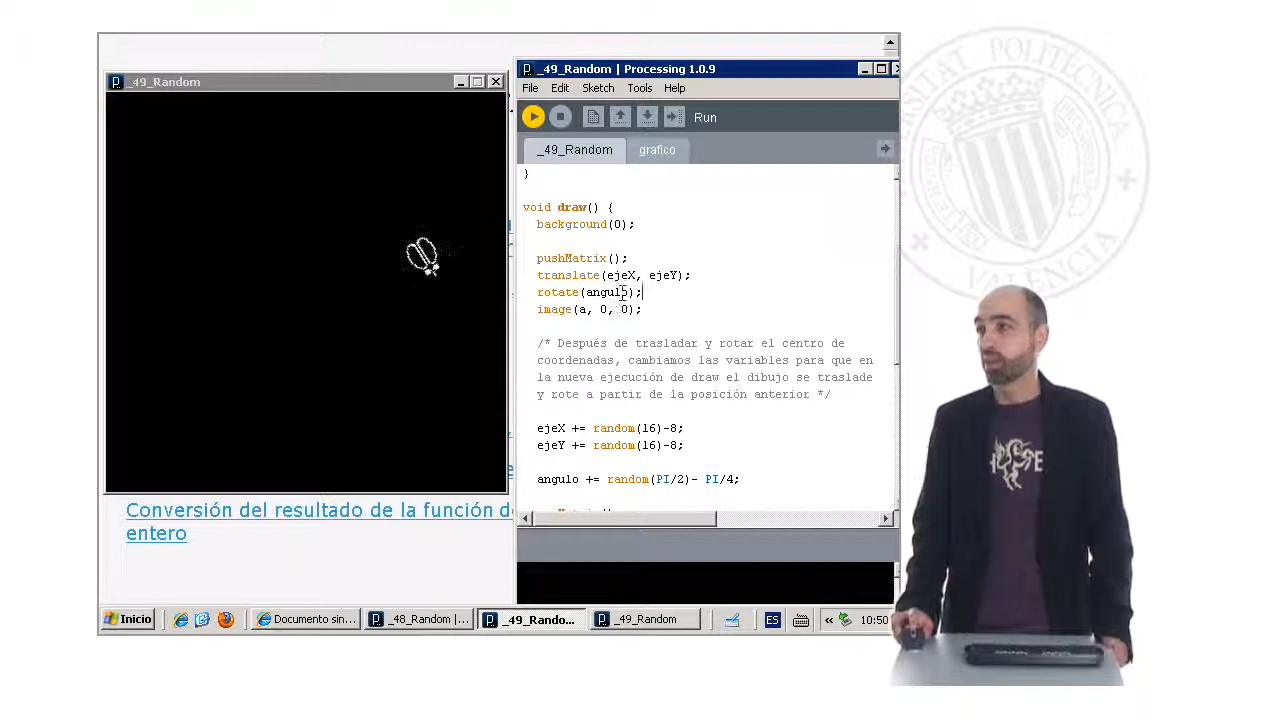 _49_Random
_49_Random | Processing 1.0.9
File Edit Sketch Tools Help
Run
_49_Random grafico
}
void draw() {
background(0);
pushMatrix();
translate(ejeX, ejeY);
rotate(angulo);
image(a, 0, 0);
/* Después de trasladar y rotar el centro de
coordenadas, cambiamos las variables para que en
la nueva ejecución de draw el dibujo se traslade
y rote a partir de la posición anterior */
ejeX += random(16)-8;
ejeY += random(16)-8;
angulo += random(PI/2)- PI/4;
Conversión del resultado de la función de
entero
Inicio Documento sin... _48_Random |... _49_Rando... _49_Random ES « 10:50
POLITECNICA
VALENCIA